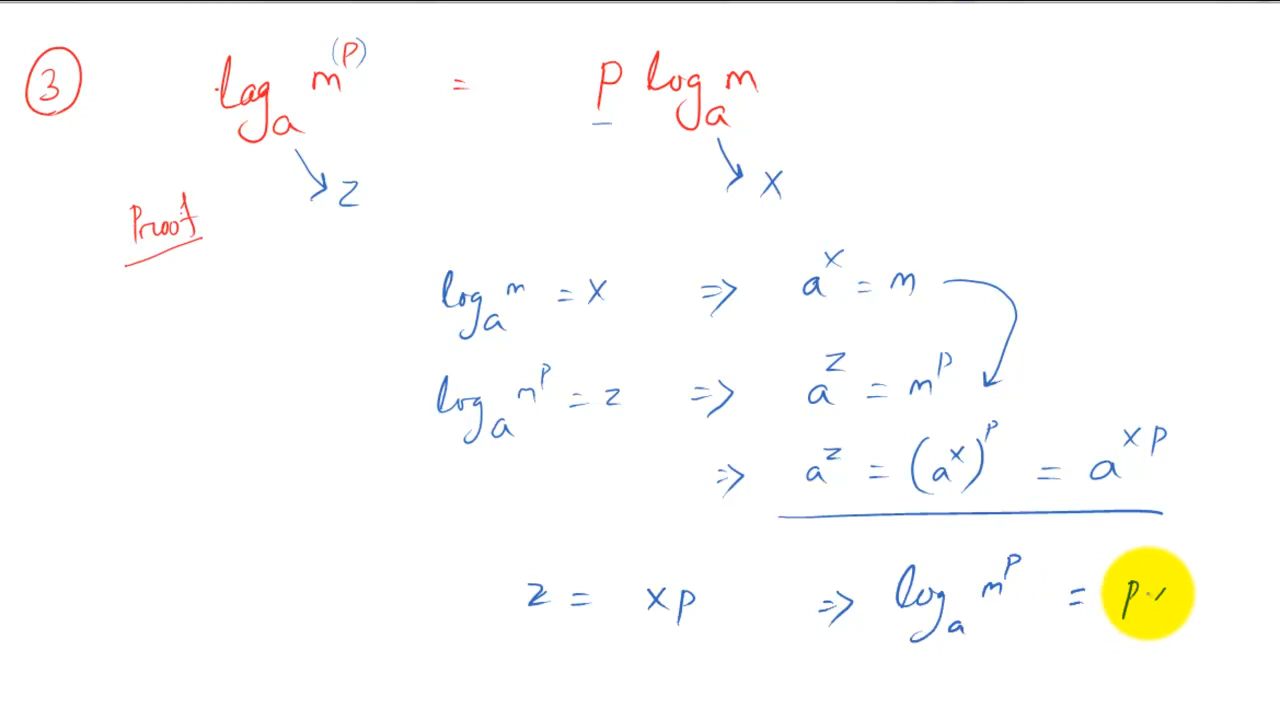 ③ log_a m^(P) = P log_a m
→ z → x
Proof
log_a m = x ⇒ a^x = m
log_a m^p = z ⇒ a^z = m^p
⇒ a^z = (a^x)^p = a^xp
z = xp ⇒ log_a m^p = p.